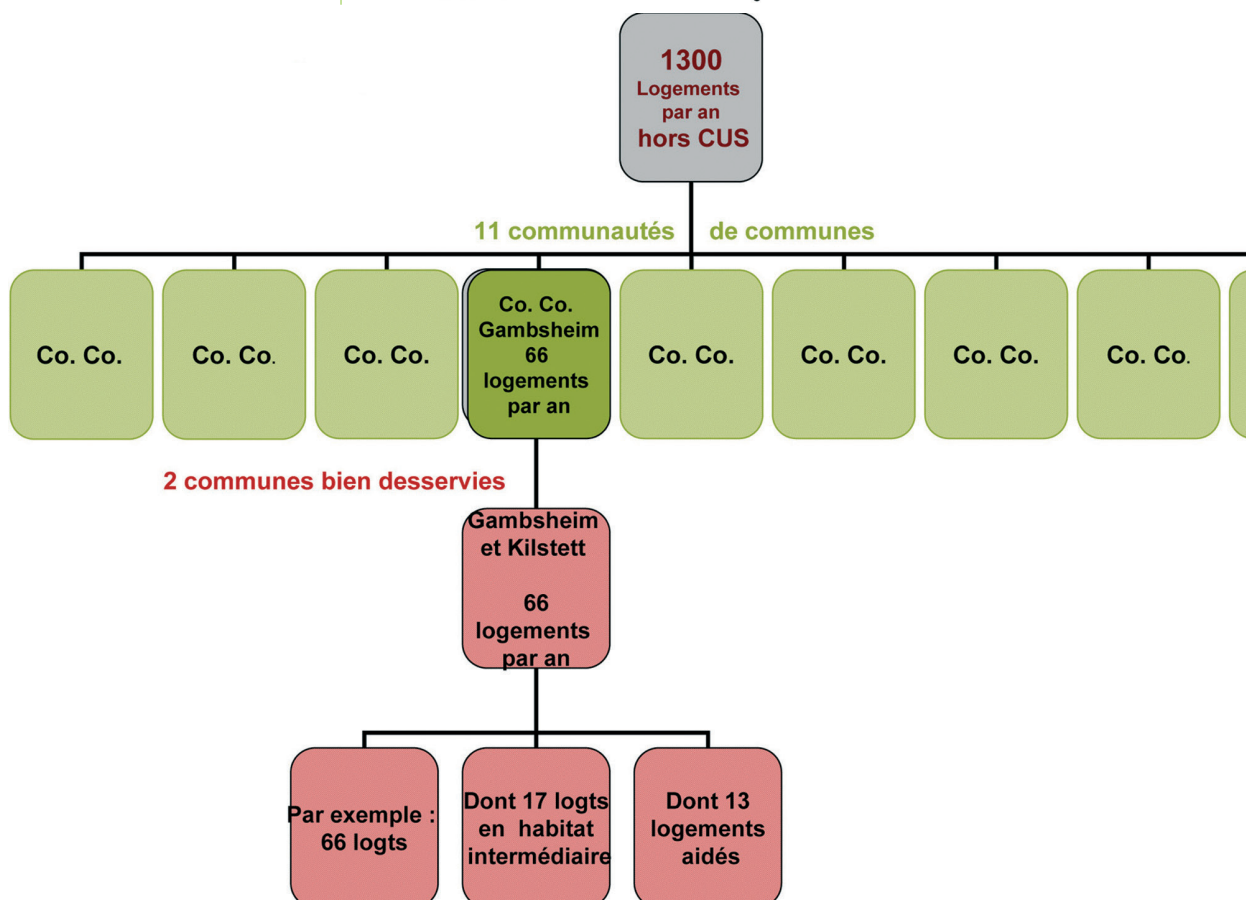 1300
Logements
par an
hors CUS
11 communautés de communes
Co. Co.
Co. Co.
Co. Co.
Co. Co.
Gambsheim
66
logements
par an
Co. Co.
Co. Co.
Co. Co.
Co. Co.
2 communes bien desservies
Gambsheim
et Kilstett
66
logements
par an
Par exemple :
66 logts
Dont 17 logts
en habitat
intermédiaire
Dont 13
logements
aidés